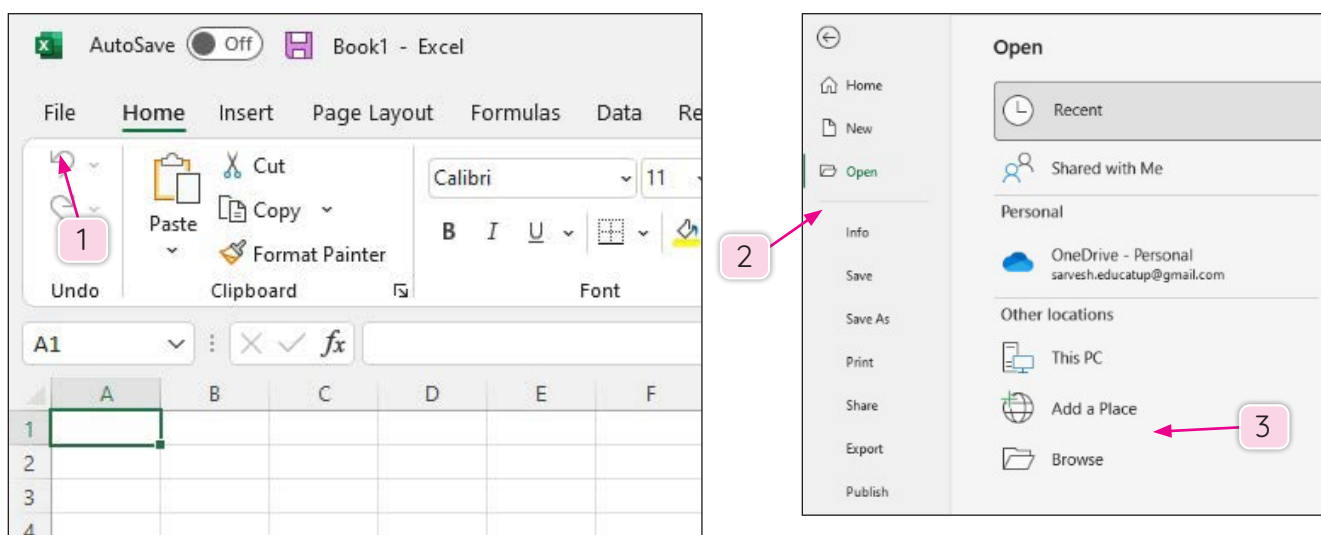 AutoSave Off Book1 - Excel
File Home Insert Page Layout Formulas Data Re
Cut
Calibri 11
Copy
Paste
1
B I U
Format Painter
Undo Clipboard Font
A1 fx
A B C D E F
1
2
3
4
2
Open
Home
Recent
New
Open
Shared with Me
Personal
Info
OneDrive - Personal
sarvesh.educatup@gmail.com
Save
Other locations
Save As
This PC
Print
Share
Add a Place
3
Export
Browse
Publish